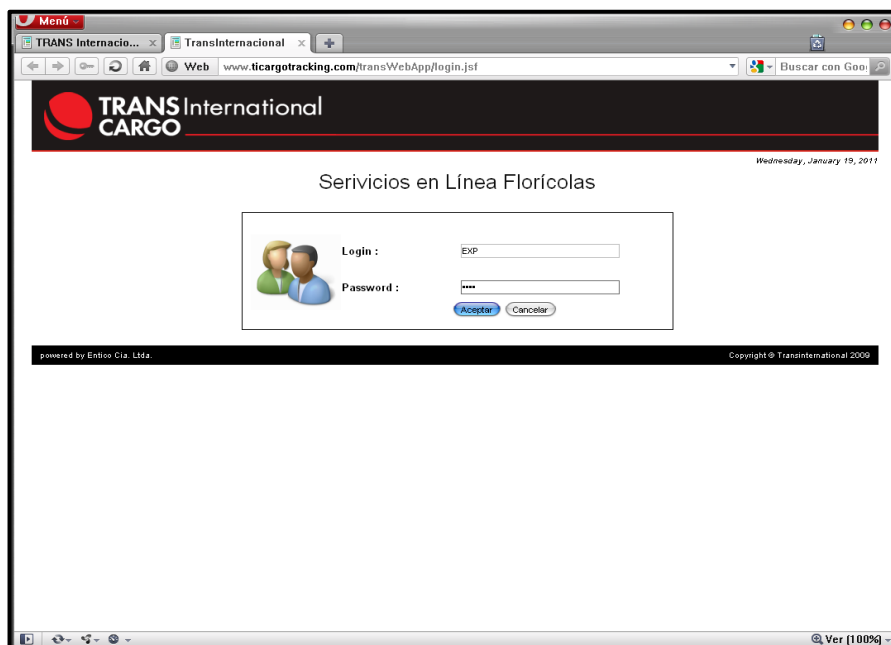 Menú
TRANS Internacio... TransInternacional
Web www.ticargotracking.com/transWebApp/login.jsf Buscar con Goo
TRANS International
CARGO
Wednesday, January 19, 2011
Serivicios en Línea Florícolas
Login : EXP
Password : ••••
Aceptar Cancelar
powered by Entico Cia. Ltda. Copyright © Transinternational 2009
Ver (100%)